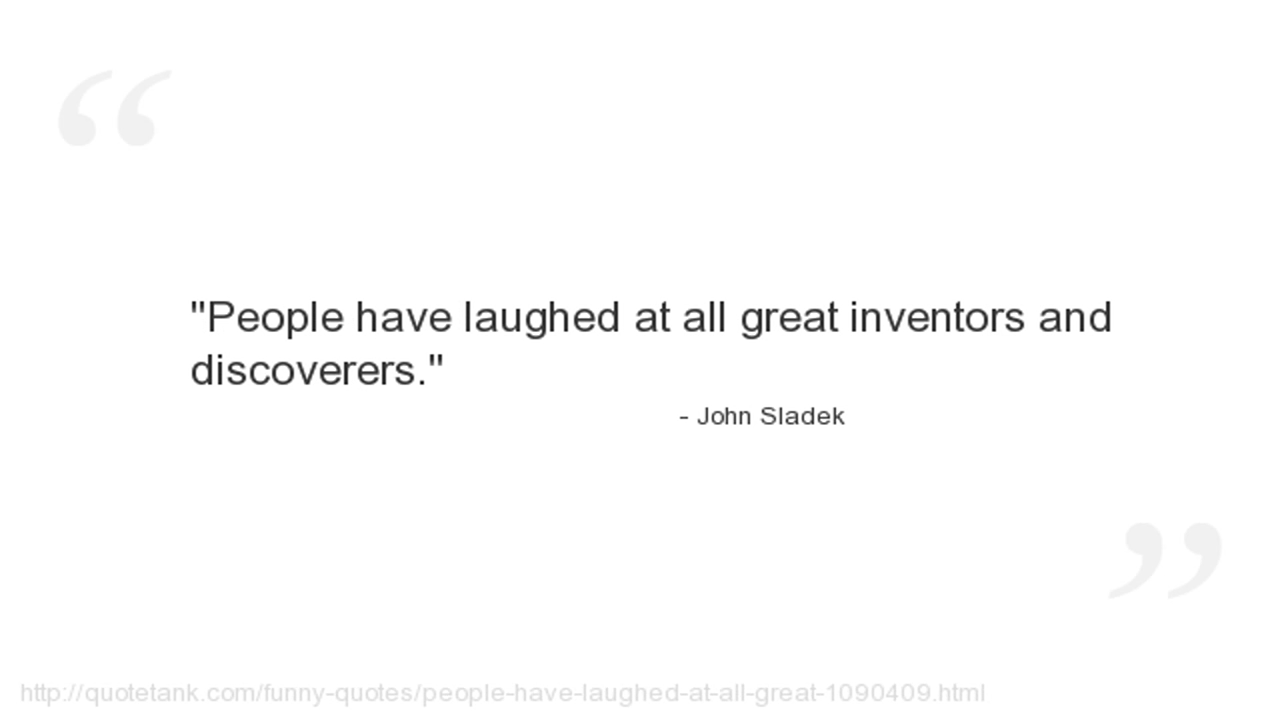 "People have laughed at all great inventors and
discoverers."
- John Sladek
http://quotetank.com/funny-quotes/people-have-laughed-at-all-great-1090409.html